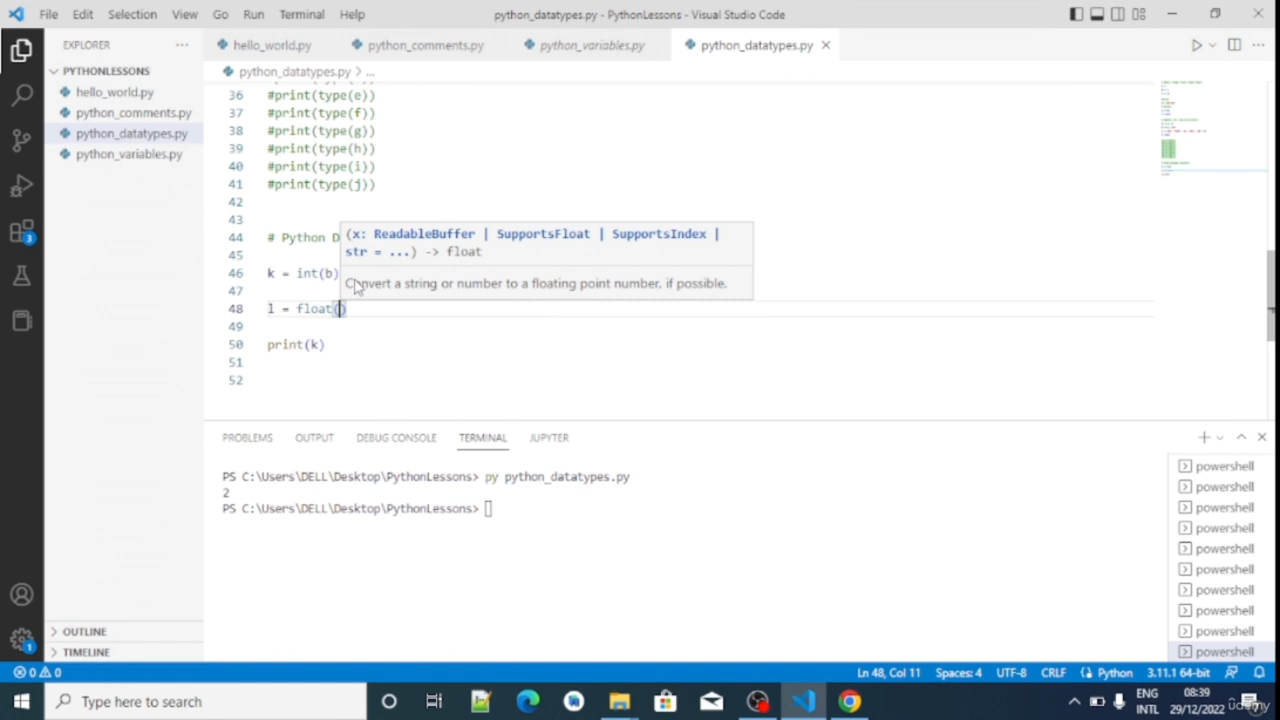 File Edit Selection View Go Run Terminal Help
python_datatypes.py - PythonLessons - Visual Studio Code
EXPLORER
hello_world.py python_comments.py python_variables.py python_datatypes.py
PYTHONLESSONS
hello_world.py
python_comments.py
python_datatypes.py
python_variables.py
python_datatypes.py > ...
36 #print(type(e))
37 #print(type(f))
38 #print(type(g))
39 #print(type(h))
40 #print(type(i))
41 #print(type(j))
42
43
44 # Python D
45
46 k = int(b)
47
48 l = float()
49
50 print(k)
51
52
(x: ReadableBuffer | SupportsFloat | SupportsIndex |
str = ...) -> float
Convert a string or number to a floating point number, if possible.
PROBLEMS OUTPUT DEBUG CONSOLE TERMINAL JUPYTER
PS C:\Users\DELL\Desktop\PythonLessons> py python_datatypes.py
2
PS C:\Users\DELL\Desktop\PythonLessons>
powershell
powershell
powershell
powershell
powershell
powershell
powershell
powershell
powershell
powershell
OUTLINE
TIMELINE
3
1
0 0
Ln 48, Col 11 Spaces: 4 UTF-8 CRLF Python 3.11.1 64-bit
Type here to search
ENG
INTL
08:39
29/12/2022
udemy